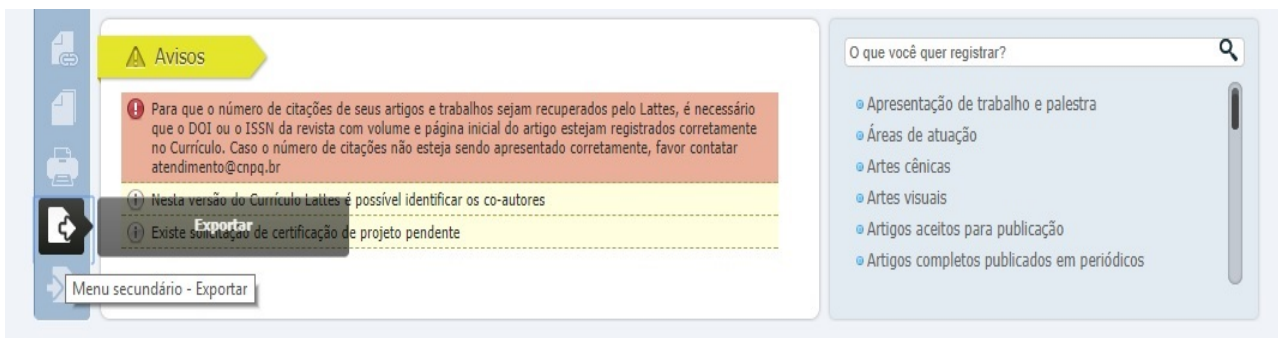 Avisos
Para que o número de citações de seus artigos e trabalhos sejam recuperados pelo Lattes, é necessário
que o DOI ou o ISSN da revista com volume e página inicial do artigo estejam registrados corretamente
no Currículo. Caso o número de citações não esteja sendo apresentado corretamente, favor contatar
atendimento@cnpq.br
Nesta versão do Currículo Lattes é possível identificar os co-autores
Exportar
Existe solicitação de certificação de projeto pendente
Menu secundário - Exportar
O que você quer registrar?
Apresentação de trabalho e palestra
Áreas de atuação
Artes cênicas
Artes visuais
Artigos aceitos para publicação
Artigos completos publicados em periódicos